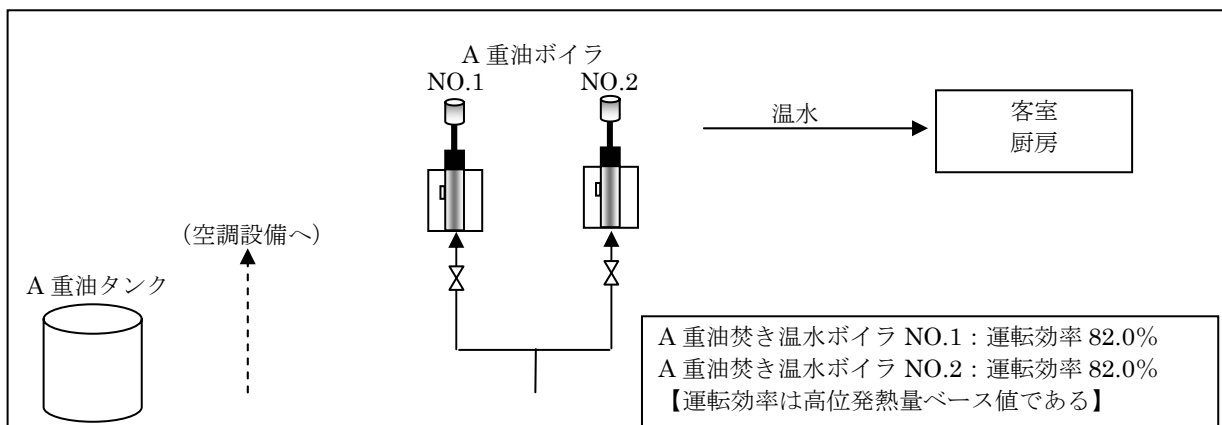 A 重油ボイラ
NO.1
NO.2
温水
客室
厨房
（空調設備へ）
A 重油タンク
A 重油焚き温水ボイラ NO.1：運転効率 82.0%
A 重油焚き温水ボイラ NO.2：運転効率 82.0%
【運転効率は高位発熱量ベース値である】